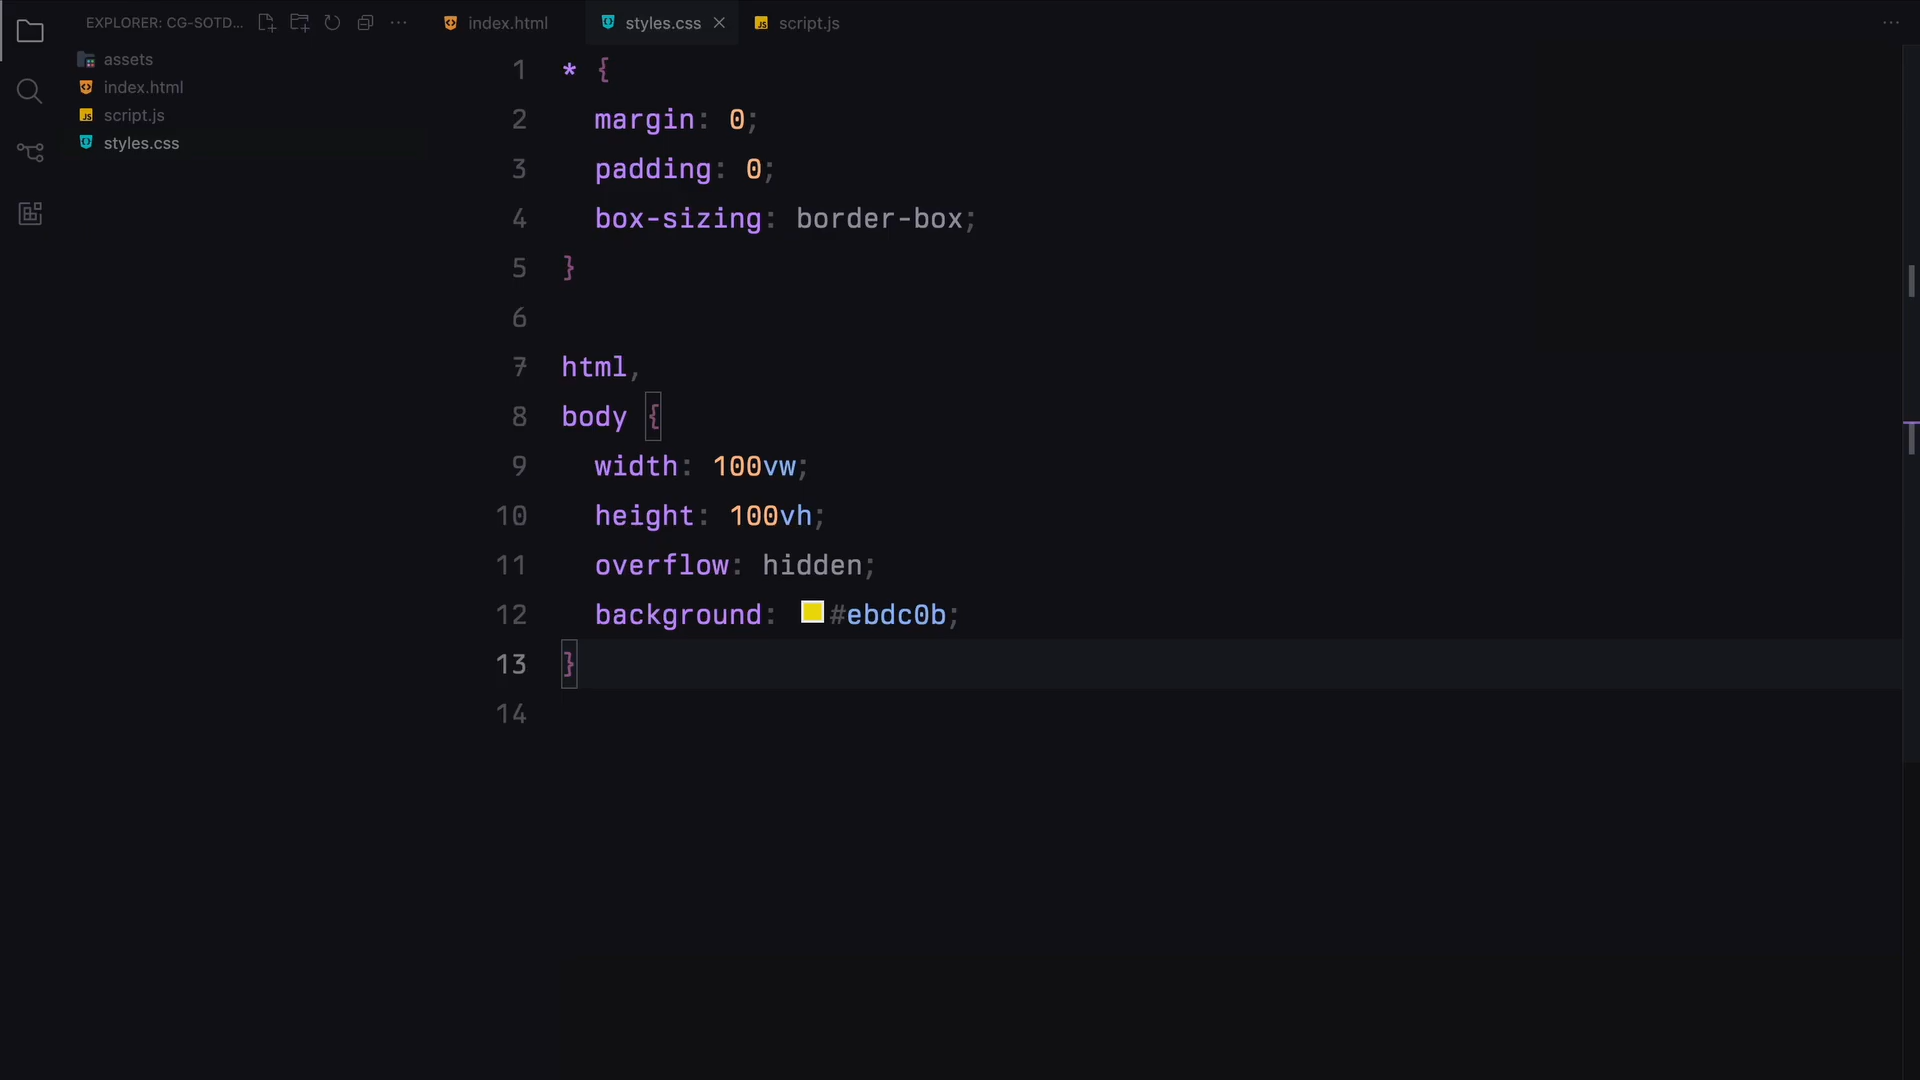 EXPLORER: CG-SOTD...
index.html
styles.css
script.js
assets
index.html
script.js
styles.css
1 * {
2 margin: 0;
3 padding: 0;
4 box-sizing: border-box;
5 }
6
7 html,
8 body {
9 width: 100vw;
10 height: 100vh;
11 overflow: hidden;
12 background: #ebdc0b;
13 }
14